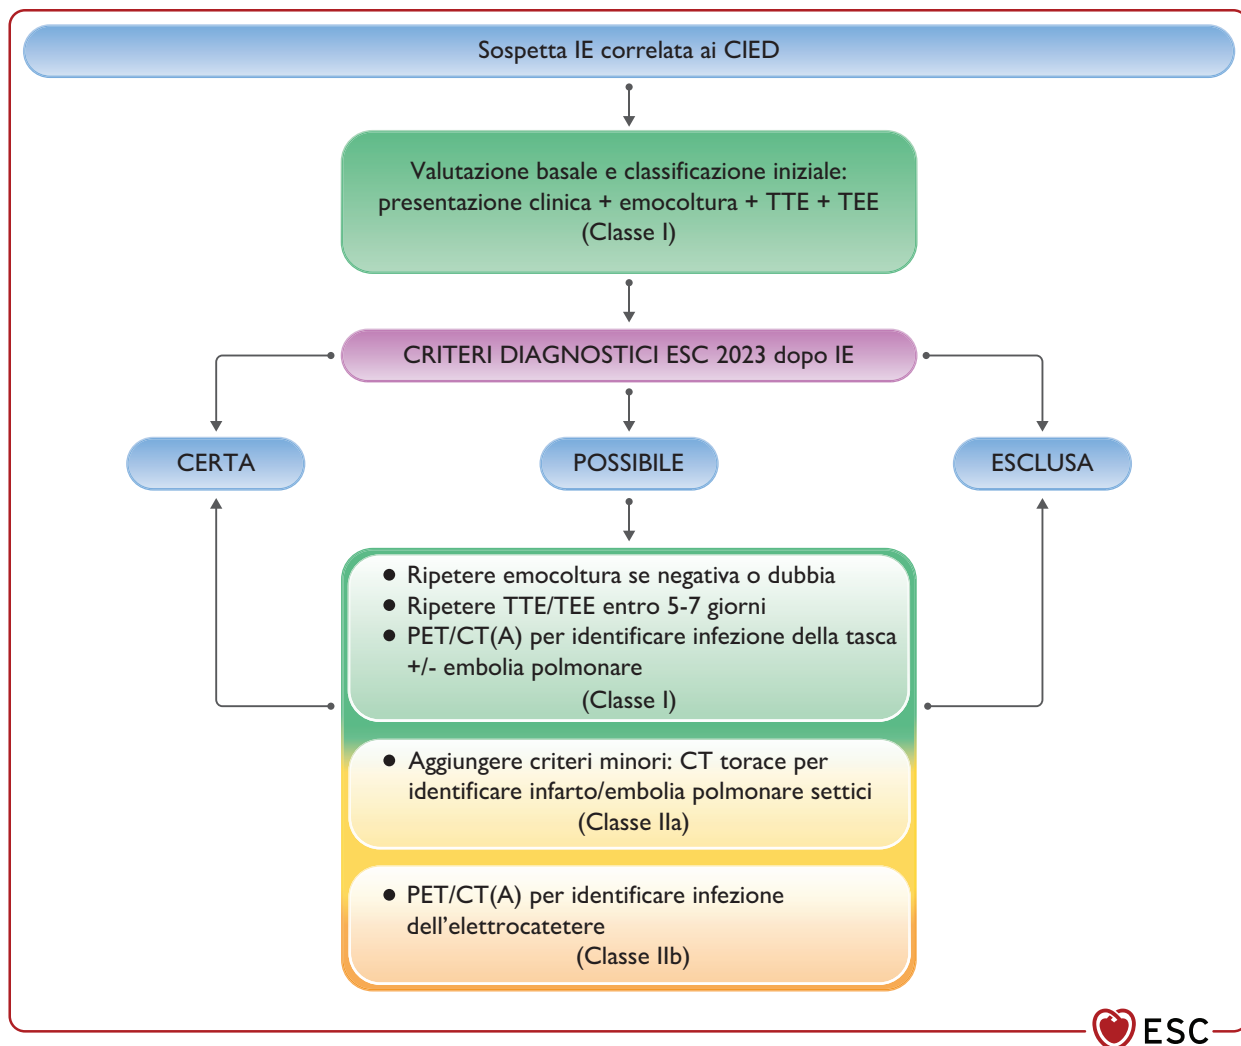 Sospetta IE correlata ai CIED
Valutazione basale e classificazione iniziale:
presentazione clinica + emocoltura + TTE + TEE
(Classe I)
CRITERI DIAGNOSTICI ESC 2023 dopo IE
CERTA
POSSIBILE
ESCLUSA
● Ripetere emocoltura se negativa o dubbia
● Ripetere TTE/TEE entro 5-7 giorni
● PET/CT(A) per identificare infezione della tasca
+/- embolia polmonare
(Classe I)
● Aggiungere criteri minori: CT torace per
identificare infarto/embolia polmonare settici
(Classe IIa)
● PET/CT(A) per identificare infezione
dell'elettrocatetere
(Classe IIb)
ESC